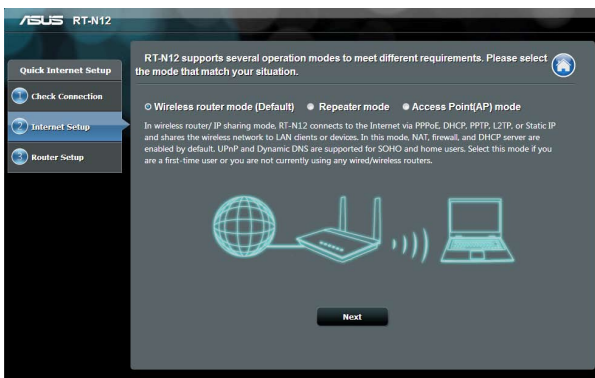 ASUS RT-N12
Quick Internet Setup
1 Check Connection
2 Internet Setup
3 Router Setup
RT-N12 supports several operation modes to meet different requirements. Please select
the mode that match your situation.
Wireless router mode (Default) Repeater mode Access Point(AP) mode
In wireless router/ IP sharing mode, RT-N12 connects to the Internet via PPPoE, DHCP, PPTP, L2TP, or Static IP
and shares the wireless network to LAN clients or devices. In this mode, NAT, firewall, and DHCP server are
enabled by default. UPnP and Dynamic DNS are supported for SOHO and home users. Select this mode if you
are a first-time user or you are not currently using any wired/wireless routers.
Next